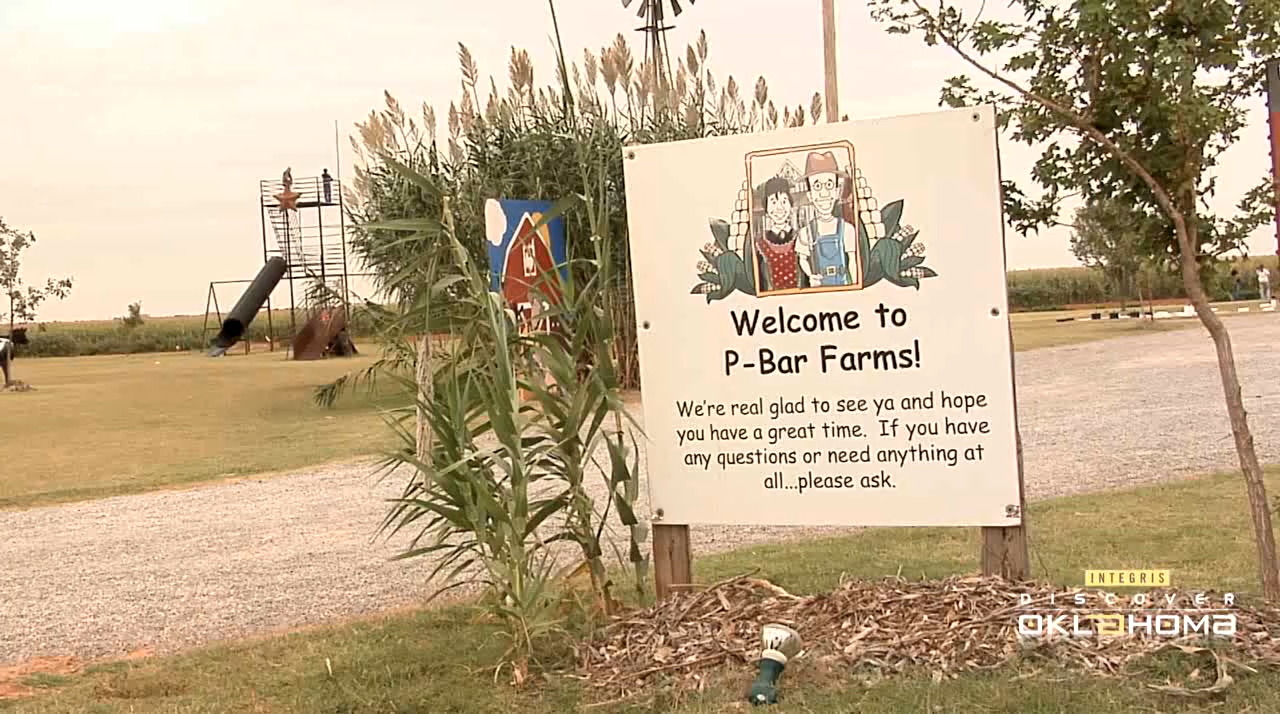 Welcome to
P-Bar Farms!
We're real glad to see ya and hope
you have a great time.  If you have
any questions or need anything at
all...please ask.
INTEGRIS
DISCOVER
OKLAHOMA